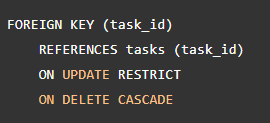 FOREIGN KEY (task_id)
REFERENCES tasks (task_id)
ON UPDATE RESTRICT
ON DELETE CASCADE